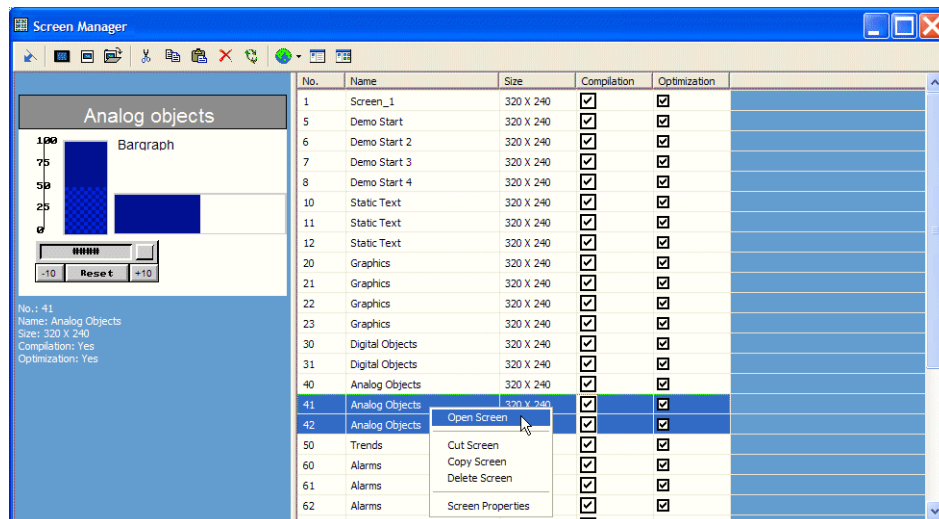 Screen Manager
No. Name Size Compilation Optimization
Analog objects
100
75
50
25
0
Bargraph
####
-10 Reset +10
No.: 41
Name: Analog Objects
Size: 320 X 240
Compilation: Yes
Optimization: Yes
1 Screen_1 320 X 240
5 Demo Start 320 X 240
6 Demo Start 2 320 X 240
7 Demo Start 3 320 X 240
8 Demo Start 4 320 X 240
10 Static Text 320 X 240
11 Static Text 320 X 240
12 Static Text 320 X 240
20 Graphics 320 X 240
21 Graphics 320 X 240
22 Graphics 320 X 240
23 Graphics 320 X 240
30 Digital Objects 320 X 240
31 Digital Objects 320 X 240
40 Analog Objects 320 X 240
41 Analog Objects 320 X 240
42 Analog Objects
50 Trends
60 Alarms
61 Alarms
62 Alarms
Open Screen
Cut Screen
Copy Screen
Delete Screen
Screen Properties